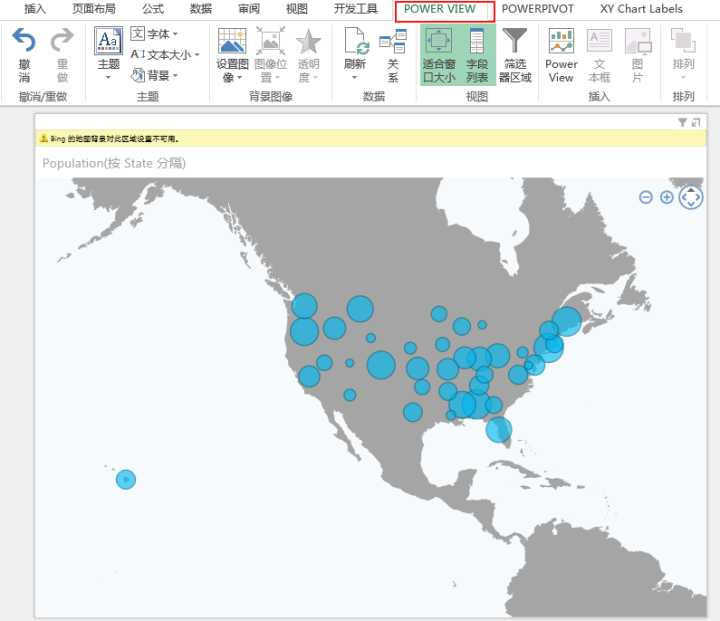 插入 页面布局 公式 数据 审阅 视图 开发工具 POWER VIEW POWERPIVOT XY Chart Labels
撤消 重做 主题 字体 文本大小 背景 设置图像 图像位置 透明度 刷新 关系 适合窗口大小 字段列表 筛选器区域 Power View 文本框 图片 排列
撤消/重做 主题 背景图像 数据 视图 插入 排列
Bing 的地图背景对此区域设置不可用。
Population(按 State 分隔)